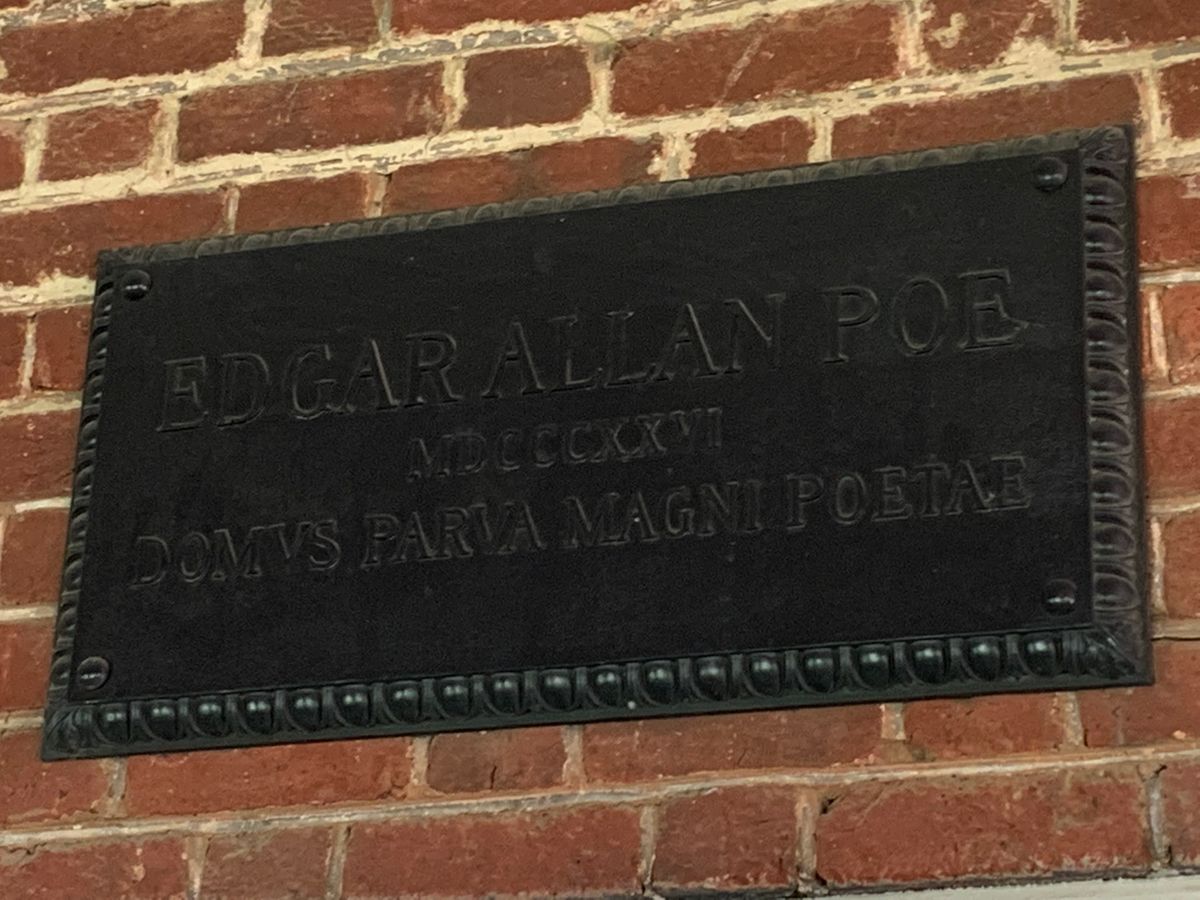 EDGAR ALLAN POE
MDCCCXXVI
DOMVS PARVA MAGNI POETAE